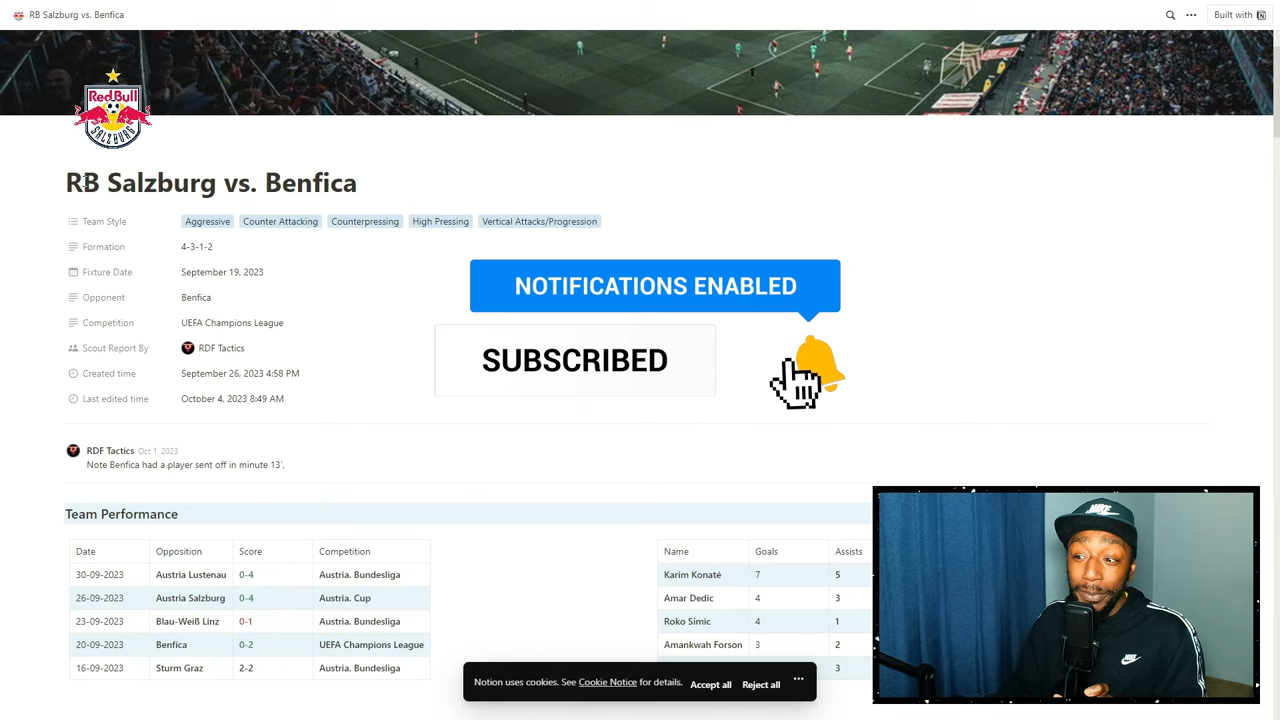 RB Salzburg vs. Benfica
Built with
RedBull
SALZBURG
RB Salzburg vs. Benfica
Team Style Aggressive Counter Attacking Counterpressing High Pressing Vertical Attacks/Progression
Formation 4-3-1-2
Fixture Date September 19, 2023
Opponent Benfica
Competition UEFA Champions League
Scout Report By RDF Tactics
Created time September 26, 2023 4:58 PM
Last edited time October 4, 2023 8:49 AM
NOTIFICATIONS ENABLED
SUBSCRIBED
RDF Tactics Oct 1, 2023
Note Benfica had a player sent off in minute 13',
Team Performance
Date Opposition Score Competition
30-09-2023 Austria Lustenau 0-4 Austria. Bundesliga
26-09-2023 Austria Salzburg 0-4 Austria. Cup
23-09-2023 Blau-Weiß Linz 0-1 Austria. Bundesliga
20-09-2023 Benfica 0-2 UEFA Champions League
16-09-2023 Sturm Graz 2-2 Austria. Bundesliga
Name Goals Assists
Karim Konaté 7 5
Amar Dedic 4 3
Roko Simic 4 1
Amankwah Forson 3 2
3
Notion uses cookies. See Cookie Notice for details. Accept all Reject all
NIKE